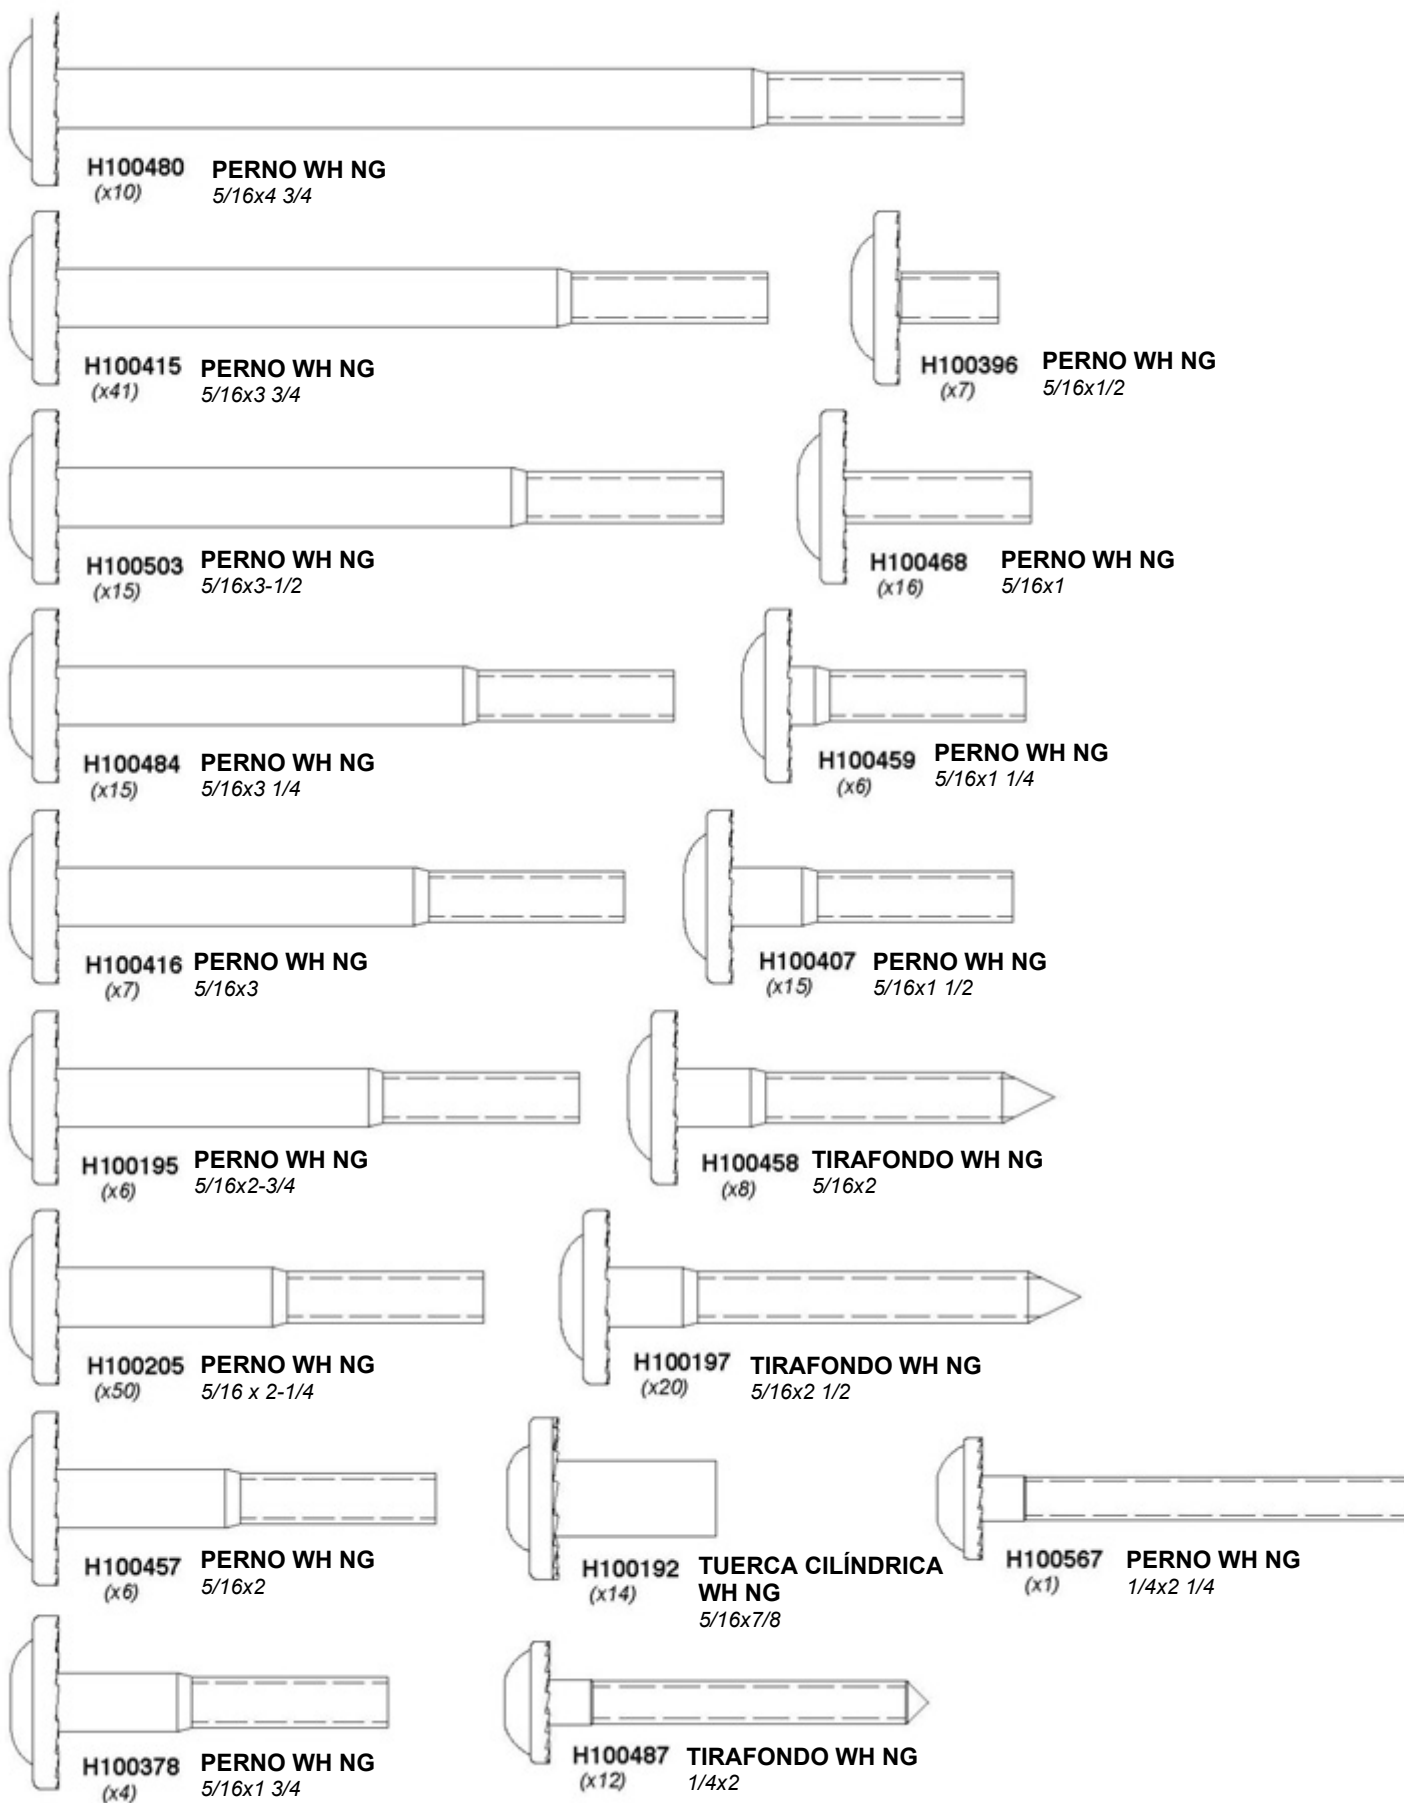 H100480 PERNO WH NG
(x10) 5/16x4 3/4
H100415 PERNO WH NG
(x41) 5/16x3 3/4
H100396 PERNO WH NG
(x7) 5/16x1/2
H100503 PERNO WH NG
(x15) 5/16x3-1/2
H100468 PERNO WH NG
(x16) 5/16x1
H100484 PERNO WH NG
(x15) 5/16x3 1/4
H100459 PERNO WH NG
(x6) 5/16x1 1/4
H100416 PERNO WH NG
(x7) 5/16x3
H100407 PERNO WH NG
(x15) 5/16x1 1/2
H100195 PERNO WH NG
(x6) 5/16x2-3/4
H100458 TIRAFONDO WH NG
(x8) 5/16x2
H100205 PERNO WH NG
(x50) 5/16 x 2-1/4
H100197 TIRAFONDO WH NG
(x20) 5/16x2 1/2
H100457 PERNO WH NG
(x6) 5/16x2
H100192 TUERCA CILÍNDRICA
(x14) WH NG
5/16x7/8
H100567 PERNO WH NG
(x1) 1/4x2 1/4
H100378 PERNO WH NG
(x4) 5/16x1 3/4
H100487 TIRAFONDO WH NG
(x12) 1/4x2